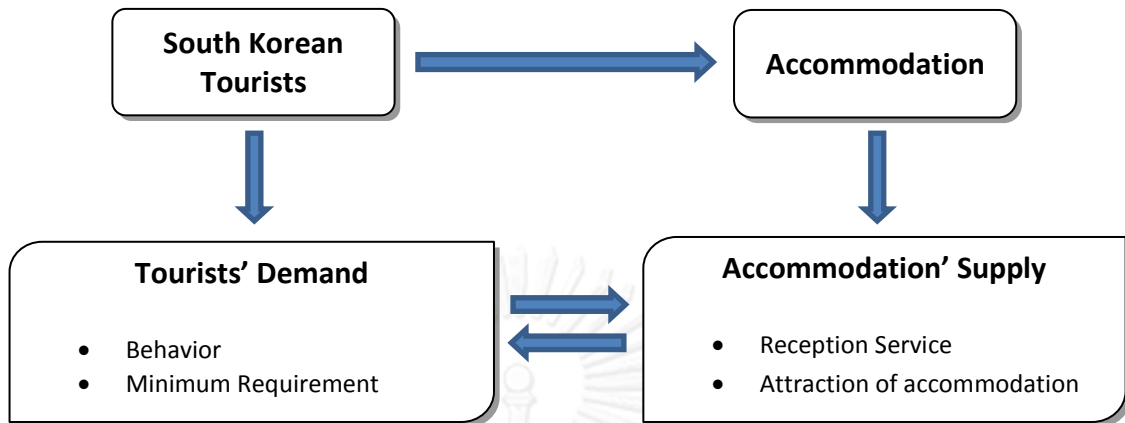 South Korean
Tourists
Accommodation
Tourists’ Demand
• Behavior
• Minimum Requirement
Accommodation’ Supply
• Reception Service
• Attraction of accommodation